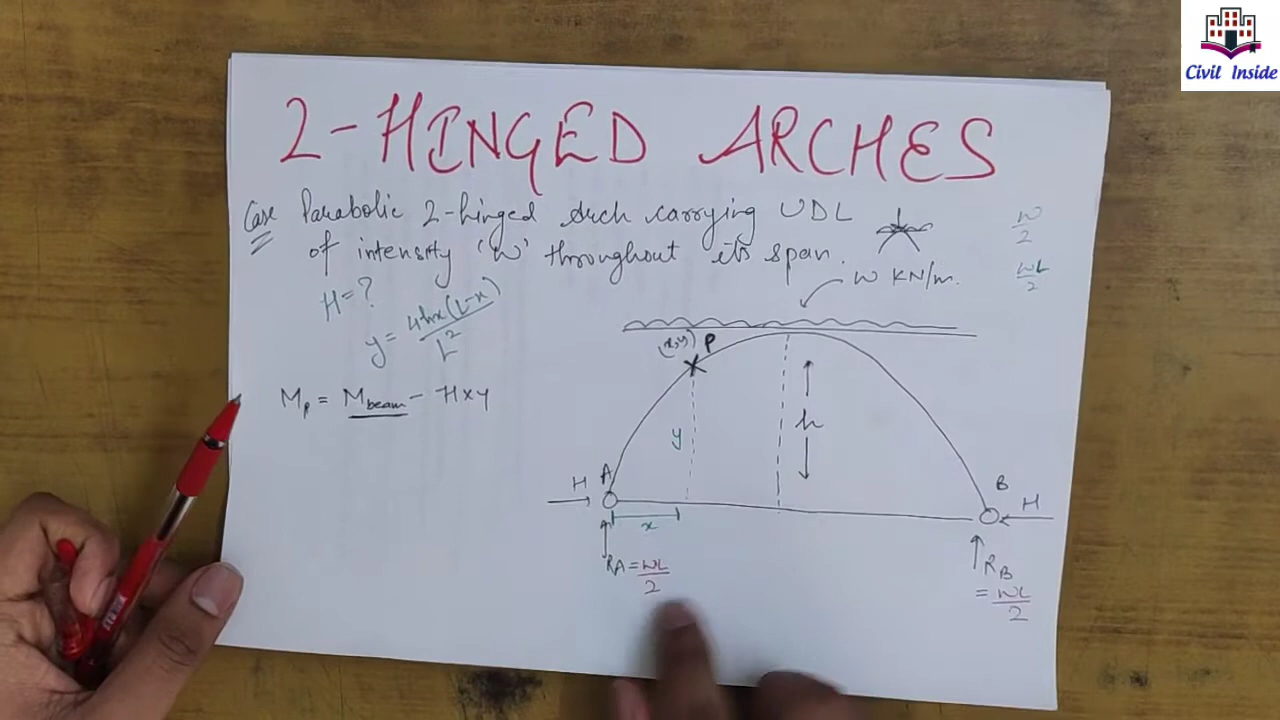 Civil Inside
2-HINGED ARCHES
Case Parabolic 2-hinged Arch carrying UDL
of intensity 'w' throughout its span.
H=?
y = 4hx(L-x)
L²
Mp = Mbeam - H x y
W
2
WL
2
w KN/m.
(x,y) P
h
y
A
H
x
RA = WL
2
B
H
RB
= WL
2